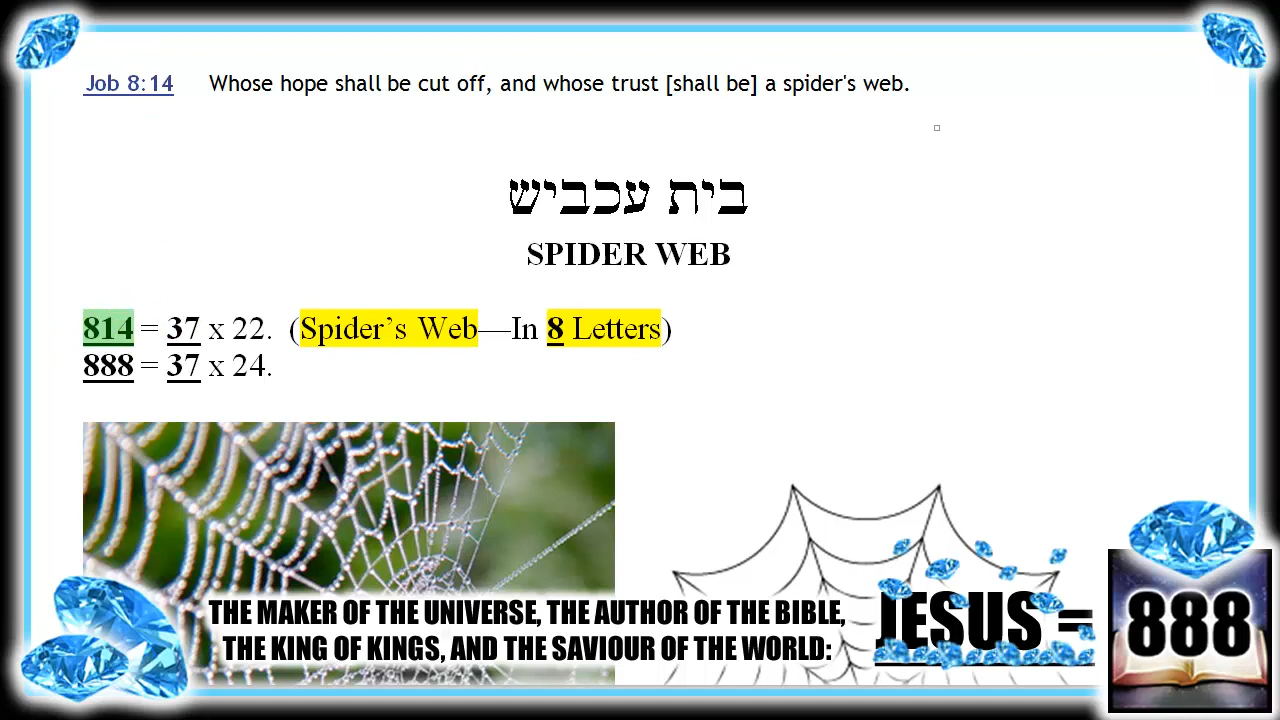 Job 8:14 Whose hope shall be cut off, and whose trust [shall be] a spider's web.
בית עכביש
SPIDER WEB
814 = 37 x 22. (Spider’s Web—In 8 Letters)
888 = 37 x 24.
THE MAKER OF THE UNIVERSE, THE AUTHOR OF THE BIBLE,
THE KING OF KINGS, AND THE SAVIOUR OF THE WORLD:
JESUS = 888